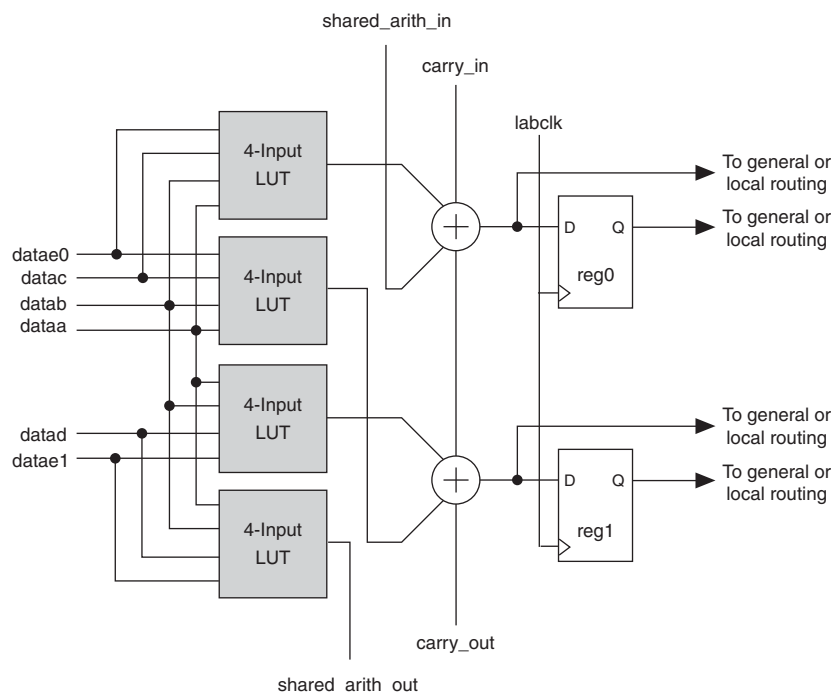 shared_arith_in
carry_in
labclk
4-Input
LUT
To general or
local routing
D Q
reg0
To general or
local routing
datae0
datac
datab
dataa
4-Input
LUT
4-Input
LUT
datad
datae1
To general or
local routing
D Q
reg1
To general or
local routing
4-Input
LUT
carry_out
shared_arith_out